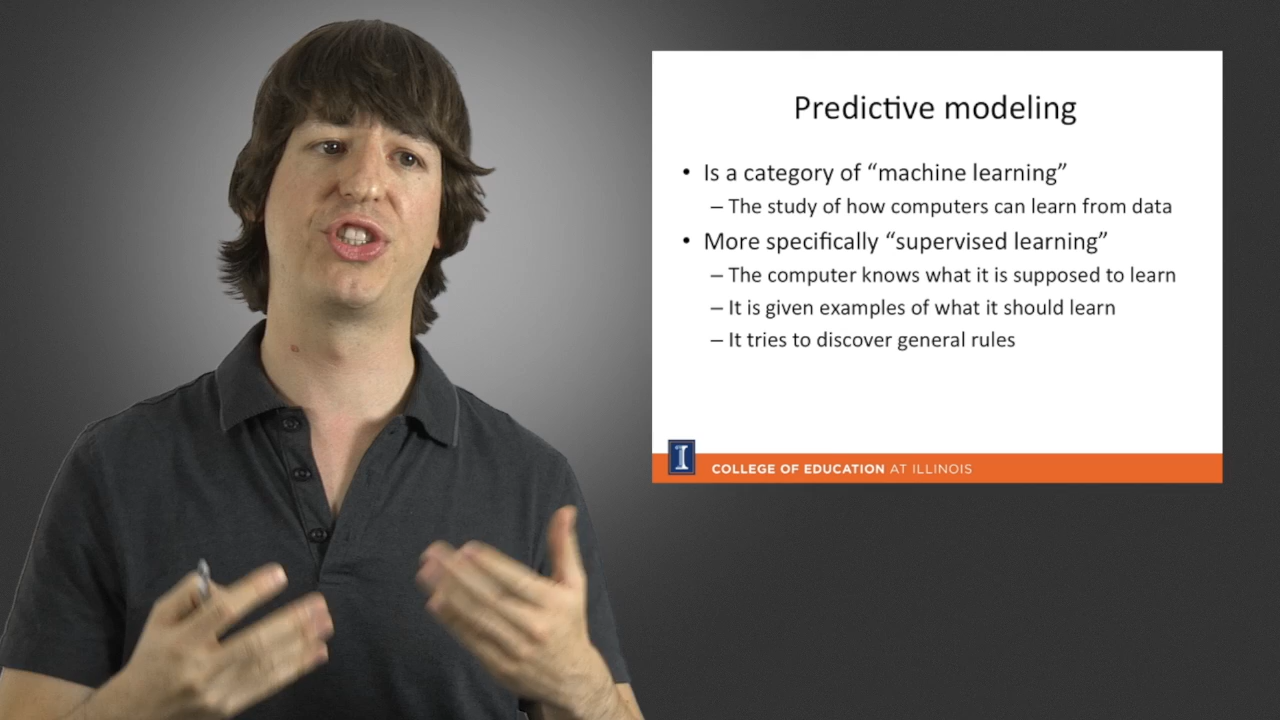 Predictive modeling
• Is a category of “machine learning”
– The study of how computers can learn from data
• More specifically “supervised learning”
– The computer knows what it is supposed to learn
– It is given examples of what it should learn
– It tries to discover general rules
I COLLEGE OF EDUCATION AT ILLINOIS